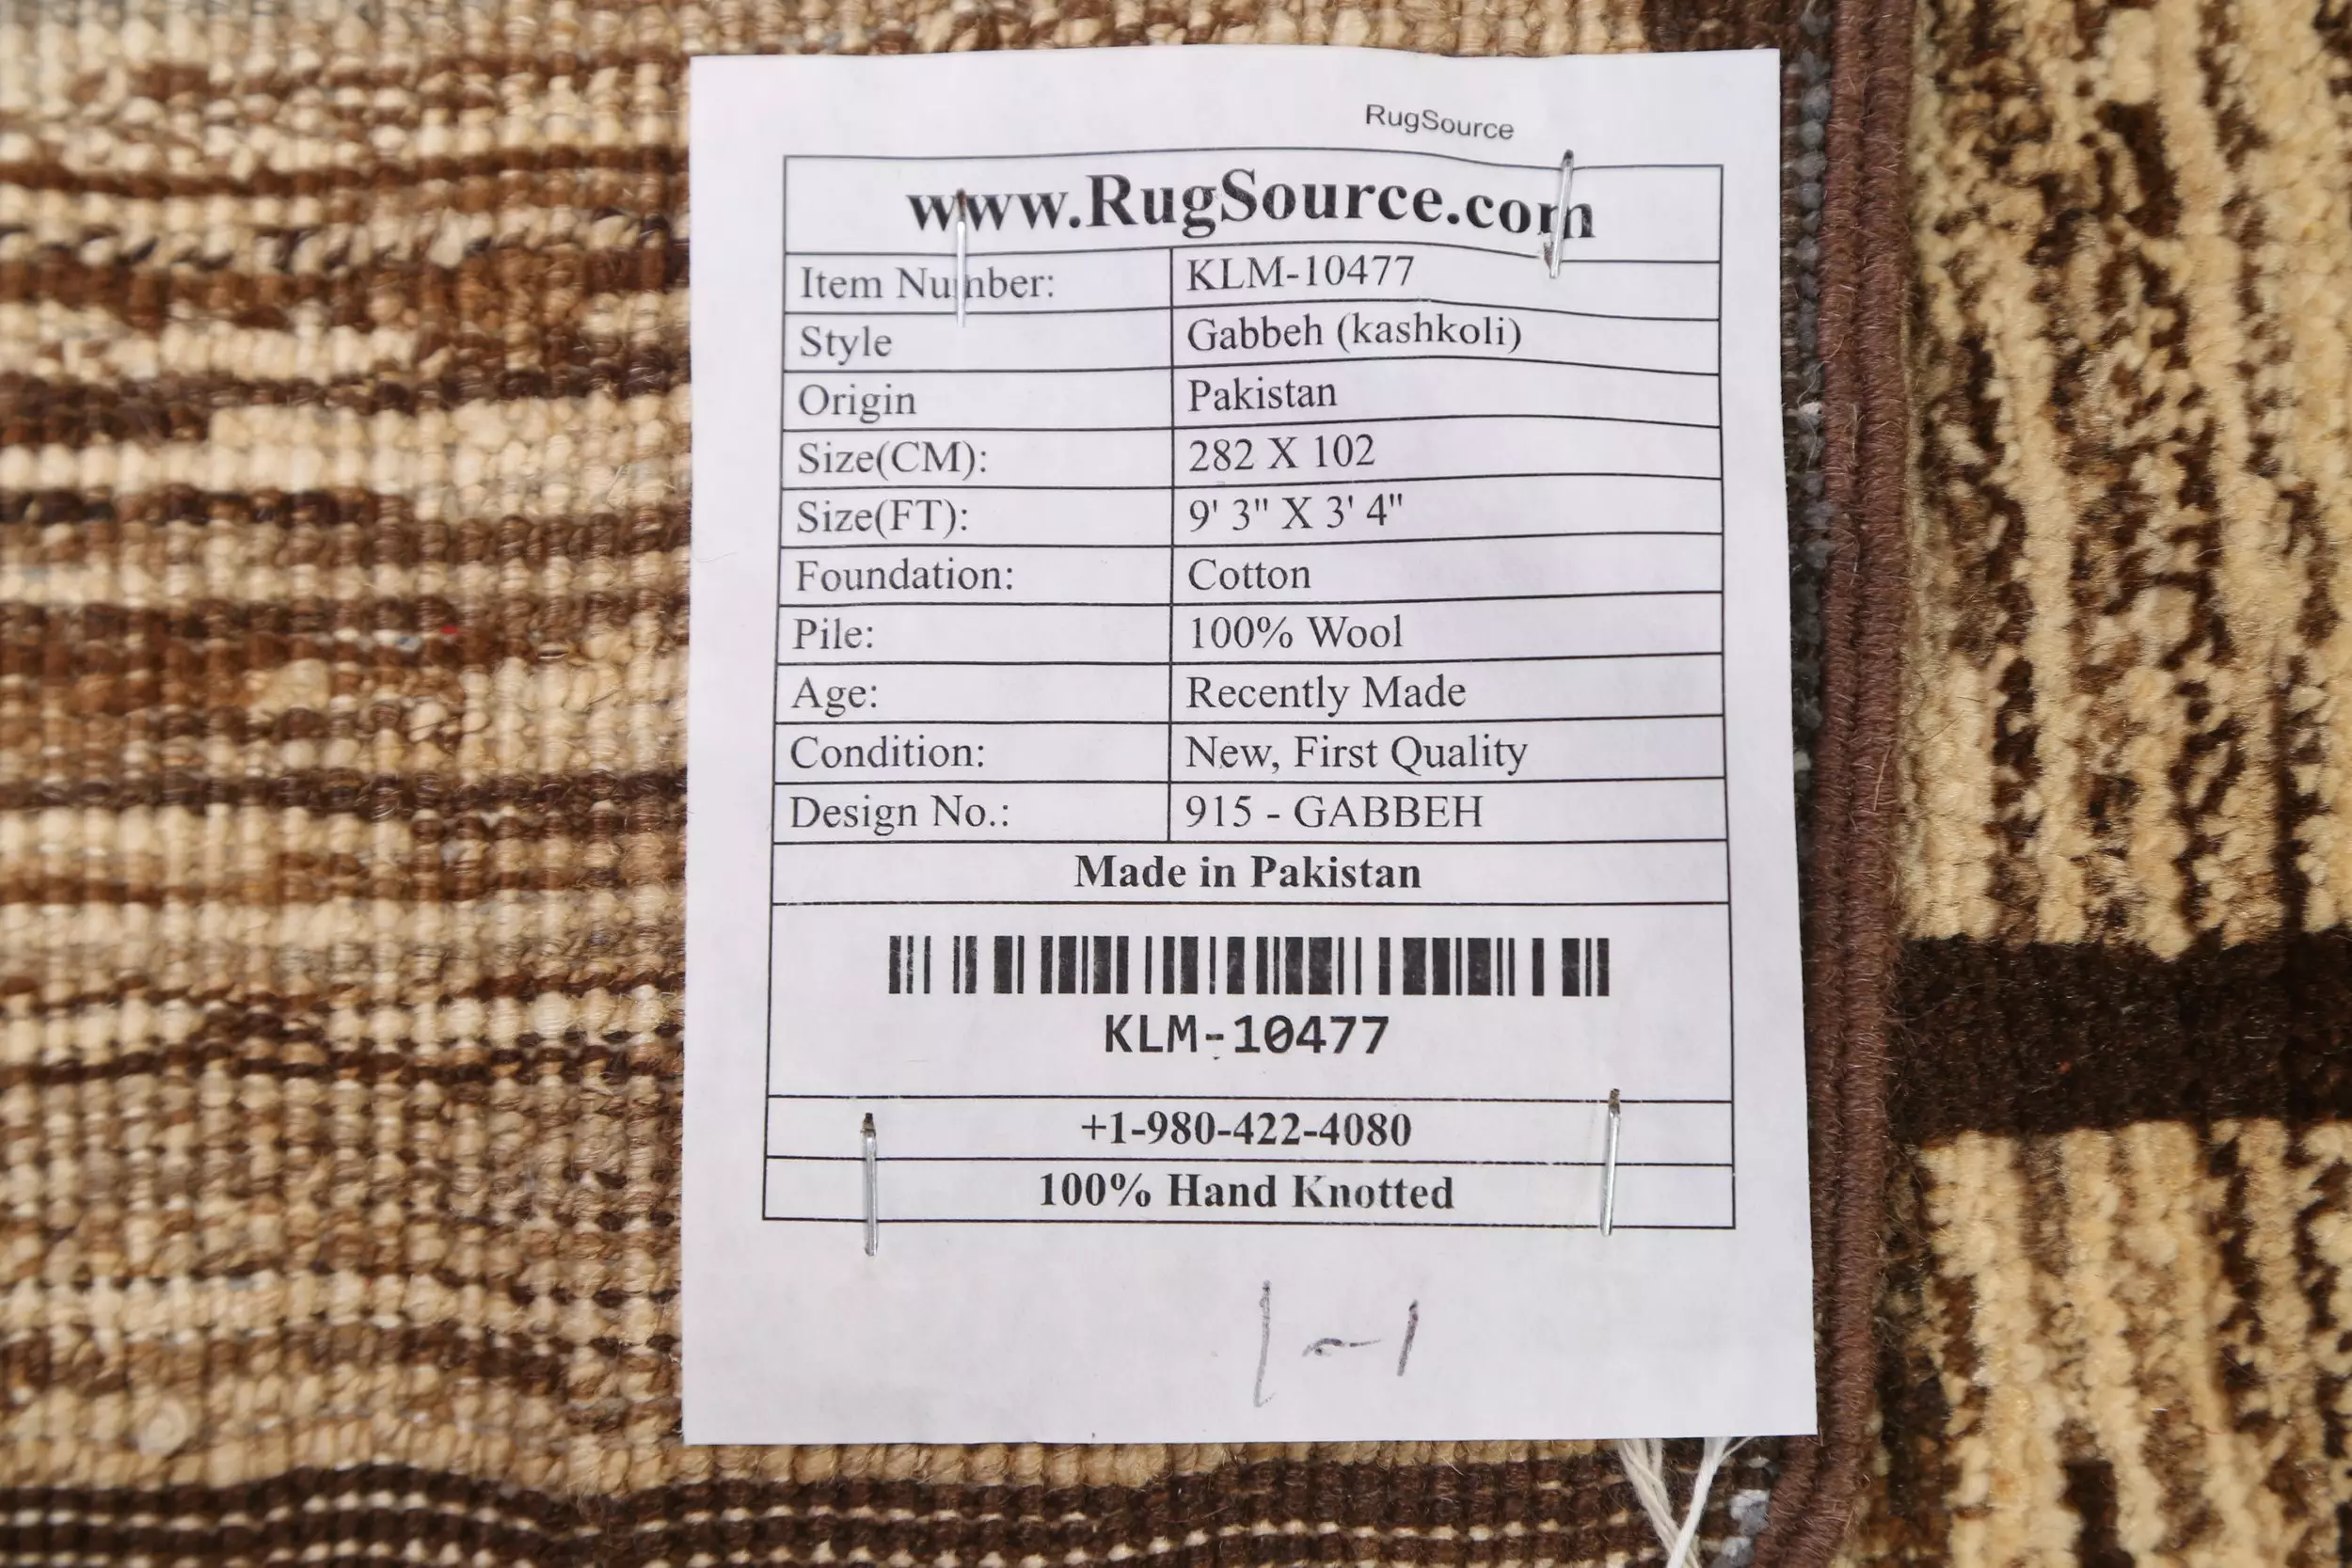 RugSource
www.RugSource.com
Item Number: KLM-10477
Style Gabbeh (kashkoli)
Origin Pakistan
Size(CM): 282 X 102
Size(FT): 9' 3" X 3' 4"
Foundation: Cotton
Pile: 100% Wool
Age: Recently Made
Condition: New, First Quality
Design No.: 915 - GABBEH
Made in Pakistan
KLM-10477
+1-980-422-4080
100% Hand Knotted
1-1